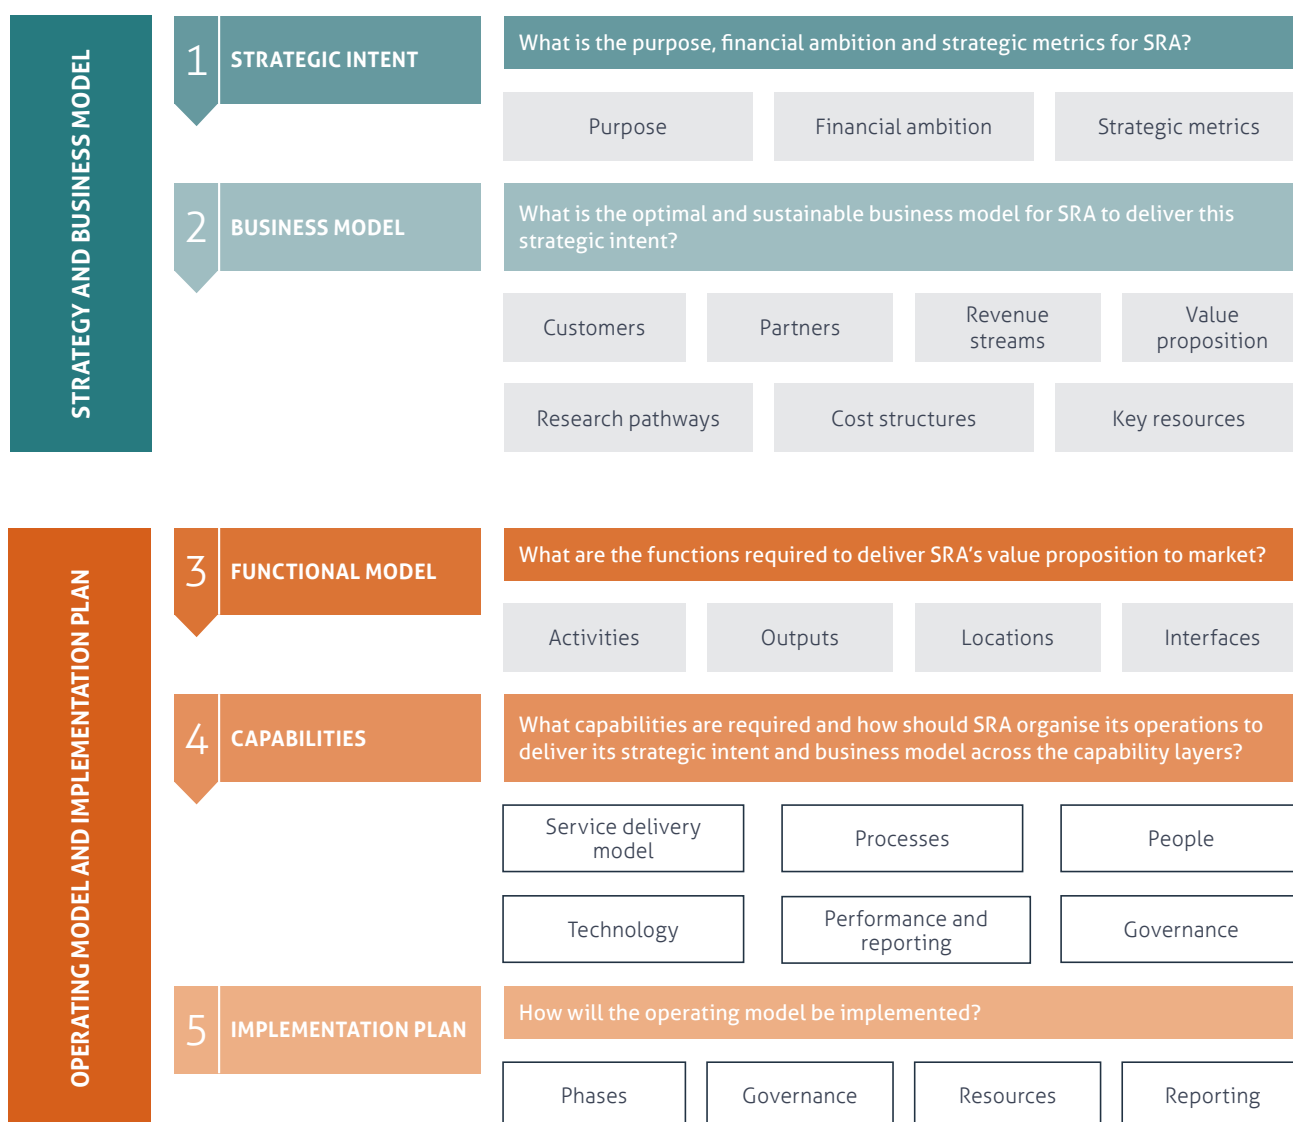 STRATEGY AND BUSINESS MODEL
1
STRATEGIC INTENT
What is the purpose, financial ambition and strategic metrics for SRA?
Purpose
Financial ambition
Strategic metrics
2
BUSINESS MODEL
What is the optimal and sustainable business model for SRA to deliver this
strategic intent?
Customers
Partners
Revenue
streams
Value
proposition
Research pathways
Cost structures
Key resources
OPERATING MODEL AND IMPLEMENTATION PLAN
3
FUNCTIONAL MODEL
What are the functions required to deliver SRA’s value proposition to market?
Activities
Outputs
Locations
Interfaces
4
CAPABILITIES
What capabilities are required and how should SRA organise its operations to
deliver its strategic intent and business model across the capability layers?
Service delivery
model
Processes
People
Technology
Performance and
reporting
Governance
5
IMPLEMENTATION PLAN
How will the operating model be implemented?
Phases
Governance
Resources
Reporting